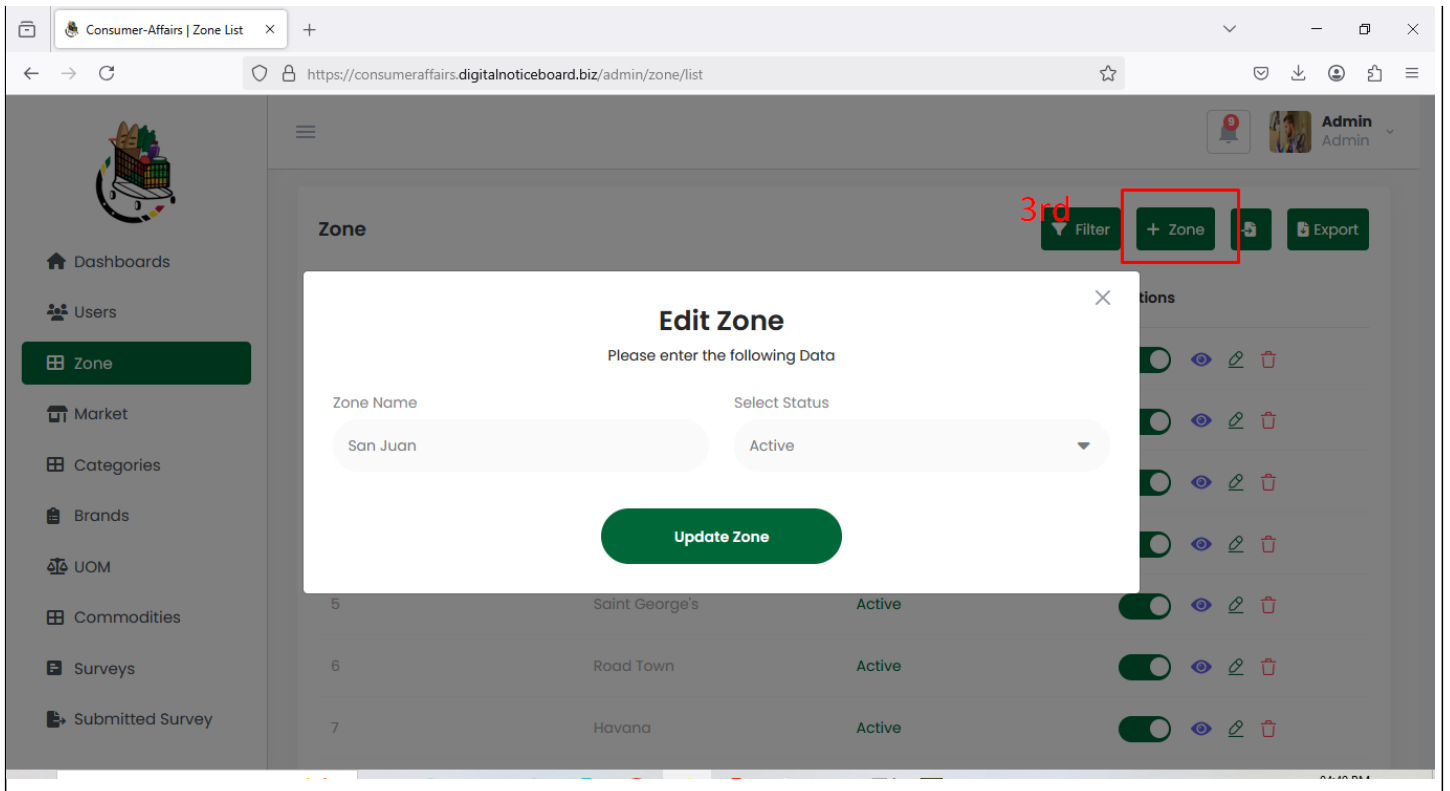 Consumer-Affairs | Zone List
https://consumeraffairs.digitalnoticeboard.biz/admin/zone/list
9
Admin
Admin
3rd
Zone
Filter
+ Zone
Export
Dashboards
Users
Zone
Market
Categories
Brands
UOM
Commodities
Surveys
Submitted Survey
tions
Edit Zone
Please enter the following Data
Zone Name
Select Status
San Juan
Active
Update Zone
5 Saint George's Active
6 Road Town Active
7 Havana Active